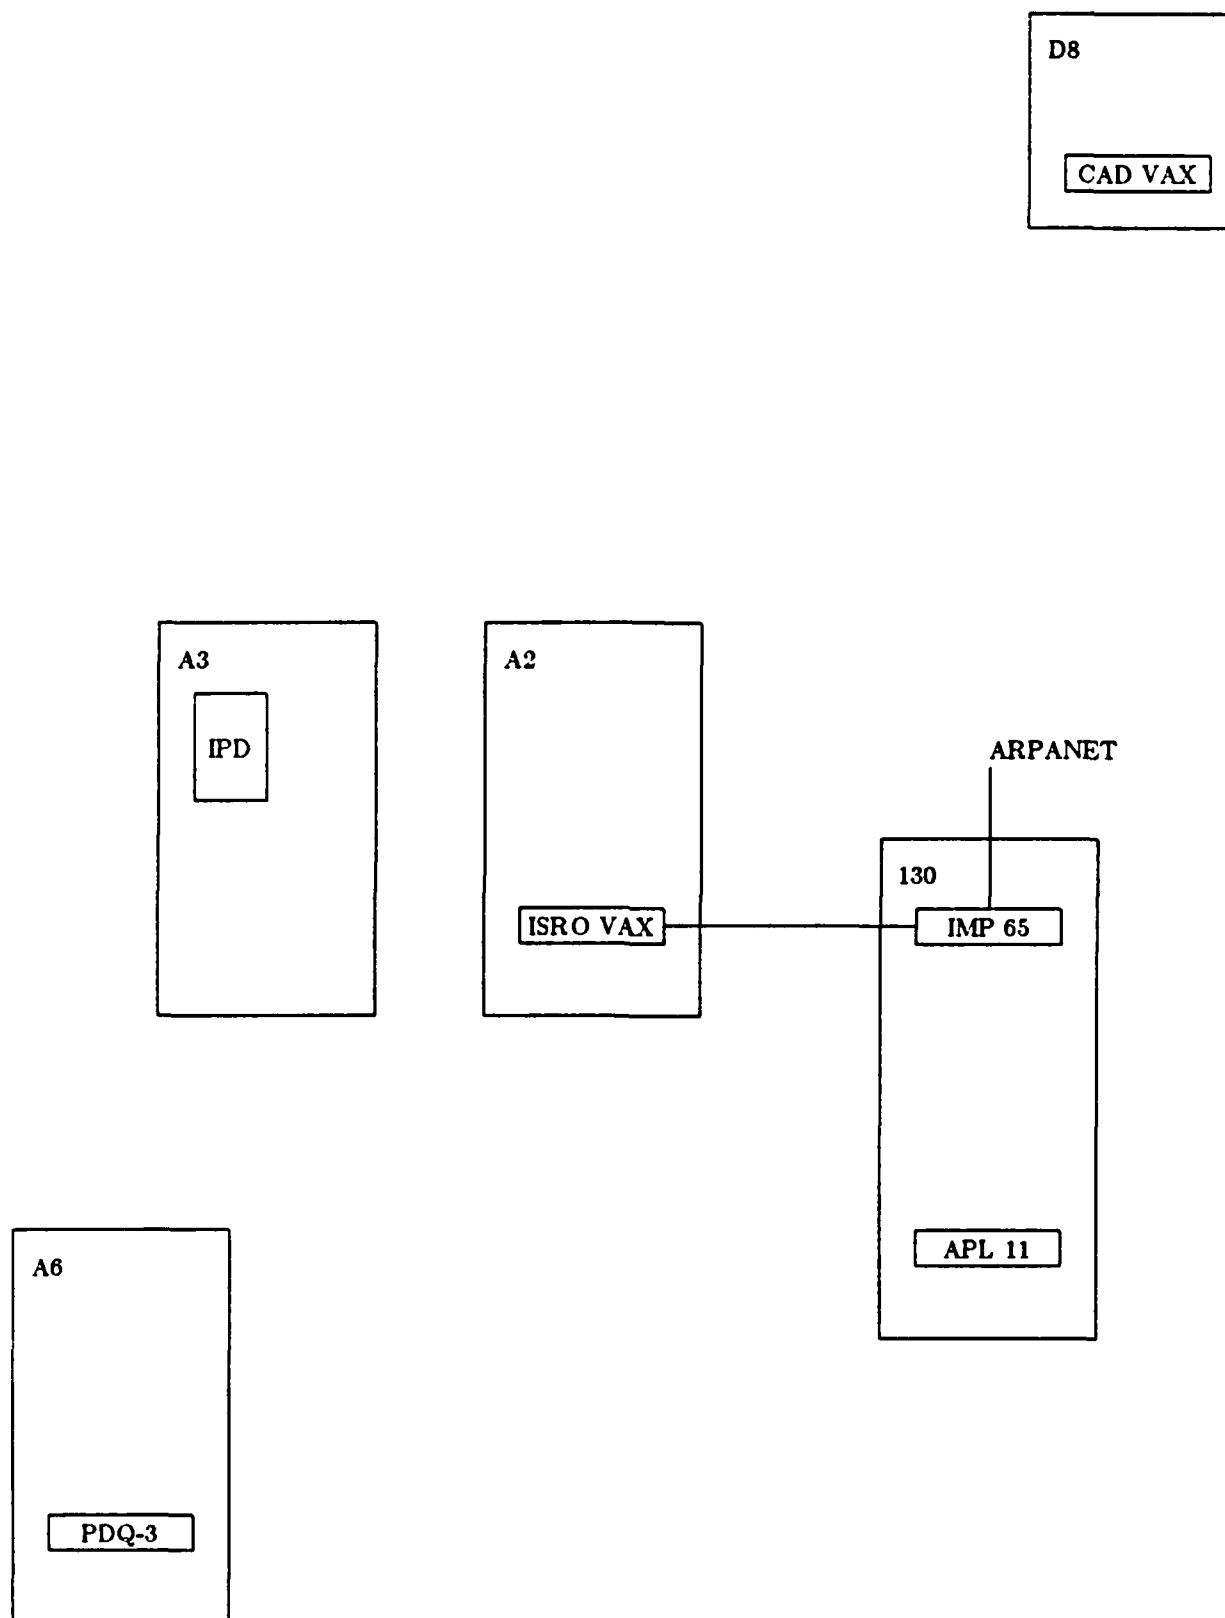 D8
CAD VAX
A3
A2
IPD
ARPANET
130
ISRO VAX
IMP 65
APL 11
A6
PDQ-3